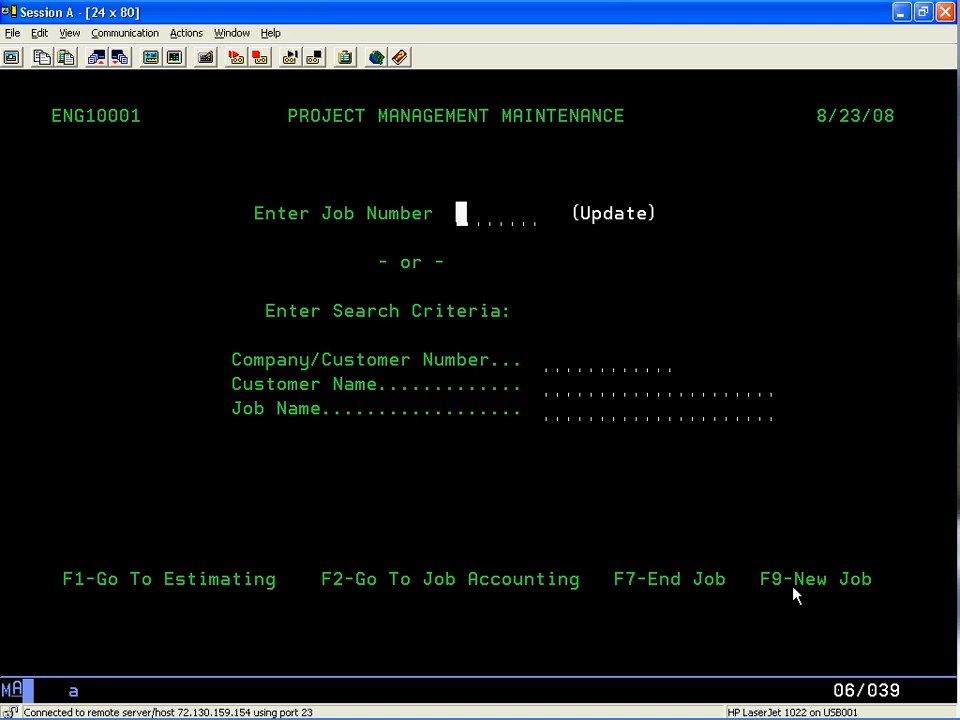 Session A - [24 x 80]
File Edit View Communication Actions Window Help
ENG10001 PROJECT MANAGEMENT MAINTENANCE 8/23/08
Enter Job Number (Update)
- or -
Enter Search Criteria:
Company/Customer Number...
Customer Name.............
Job Name..................
F1-Go To Estimating F2-Go To Job Accounting F7-End Job F9-New Job
MA a 06/039
Connected to remote server/host 72.130.159.154 using port 23 HP LaserJet 1022 on USB001